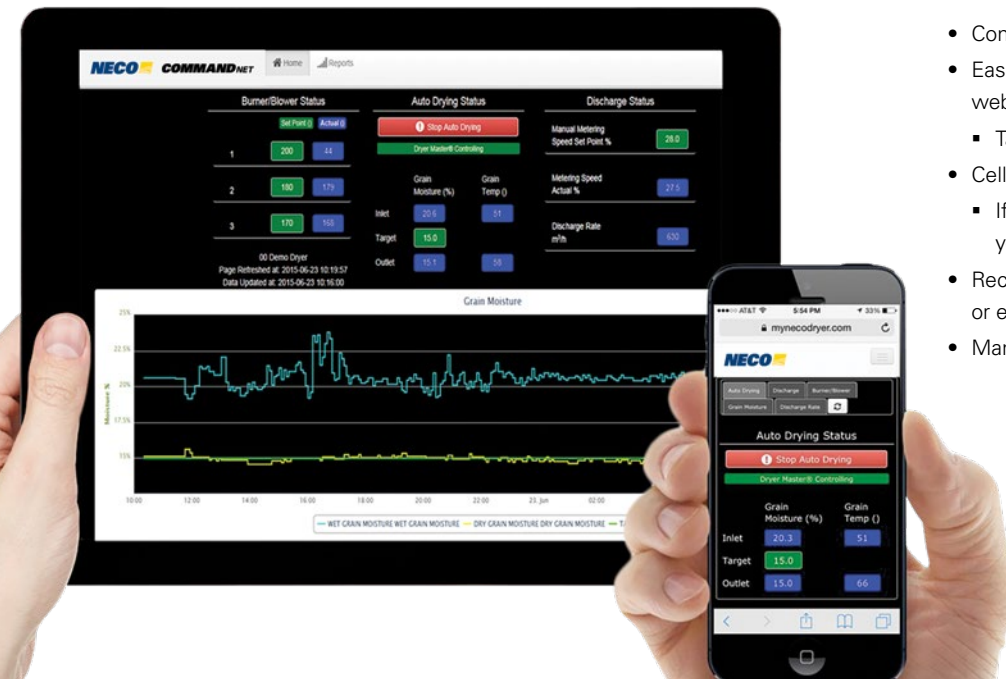 NECO COMMANDNET Home Reports
Burner/Blower Status
Set Point () Actual ()
1 200 44
2 180 179
3 170 168
00 Demo Dryer
Page Refreshed at: 2015-06-23 10:19:57
Data Updated at: 2015-06-23 10:16:00
Auto Drying Status
Stop Auto Drying
Dryer Master® Controlling
Grain Grain
Moisture (%) Temp ()
Inlet 20.6 51
Target 15.0
Outlet 15.1 58
Discharge Status
Manual Metering
Speed Set Point % 28.0
Metering Speed
Actual % 27.5
Discharge Rate
m³/h 630
Grain Moisture
Moisture %
25%
22.5%
20%
17.5%
15%
10:00 12:00 14:00 16:00 18:00 20:00 22:00 23. Jun 02:00
WET GRAIN MOISTURE WET GRAIN MOISTURE DRY GRAIN MOISTURE DRY GRAIN MOISTURE
AT&T 5:54 PM 33%
mynecodryer.com
NECO
Auto Drying Discharge Burner/Blower
Grain Moisture Discharge Rate
Auto Drying Status
Stop Auto Drying
Dryer Master® Controlling
Grain Grain
Moisture (%) Temp ()
Inlet 20.3 51
Target 15.0
Outlet 15.0 66
• Con
• Eas
web
▪ T
• Cell
▪ If
y
• Rec
or e
• Mar